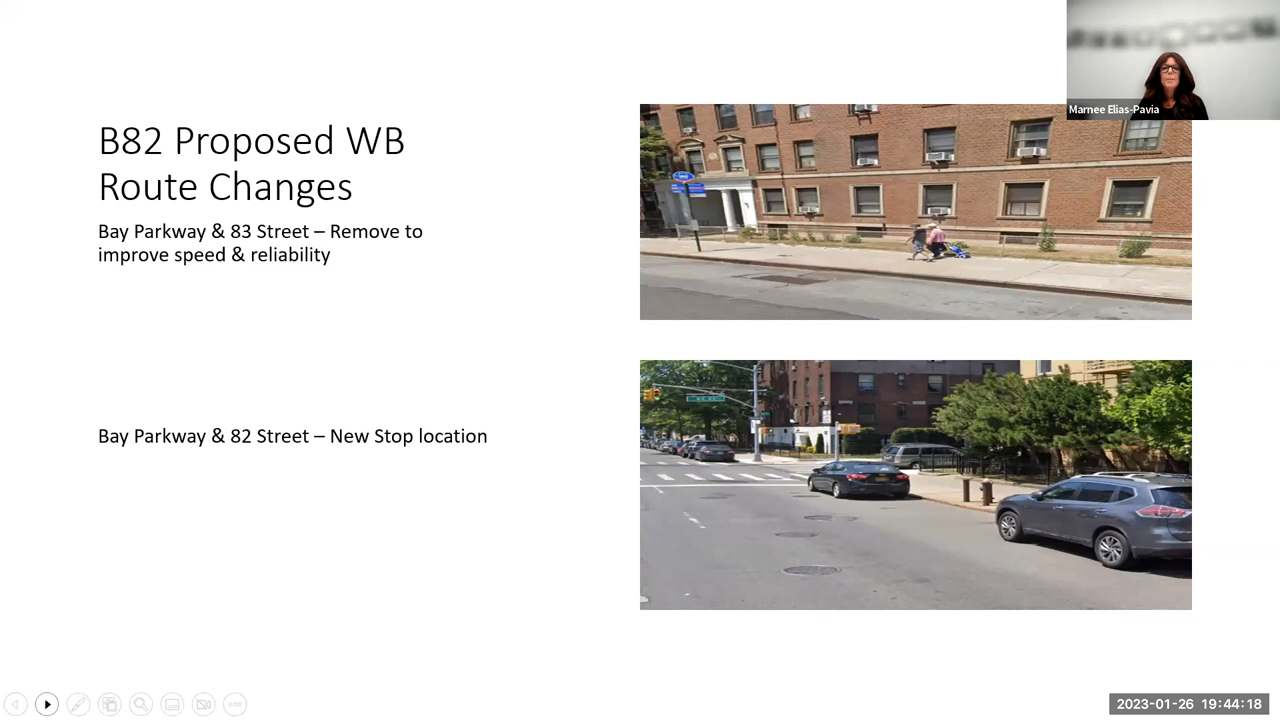 Marnee Elias-Pavia
B82 Proposed WB
Route Changes
Bay Parkway & 83 Street – Remove to
improve speed & reliability
Bay Parkway & 82 Street – New Stop location
2023-01-26 19:44:18